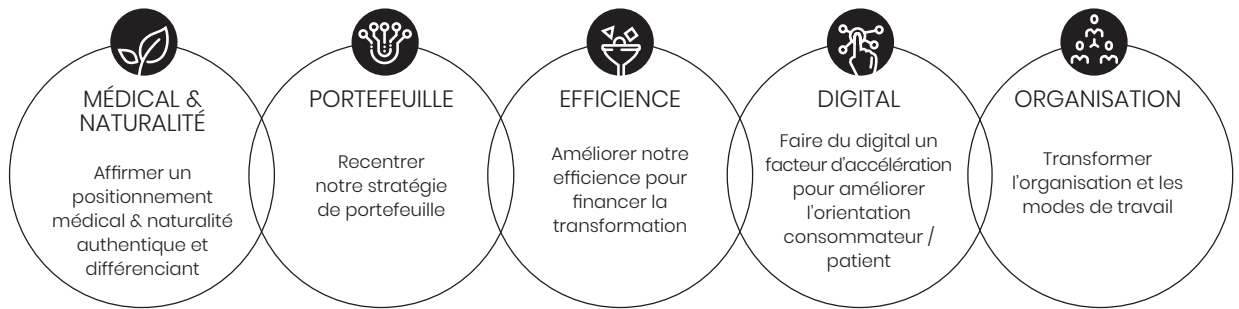 MÉDICAL &
NATURALITÉ
Affirmer un
positionnement
médical & naturalité
authentique et
différenciant
PORTEFEUILLE
Recentrer
notre stratégie
de portefeuille
EFFICIENCE
Améliorer notre
efficience pour
financer la
transformation
DIGITAL
Faire du digital un
facteur d'accélération
pour améliorer
l'orientation
consommateur /
patient
ORGANISATION
Transformer
l'organisation et les
modes de travail